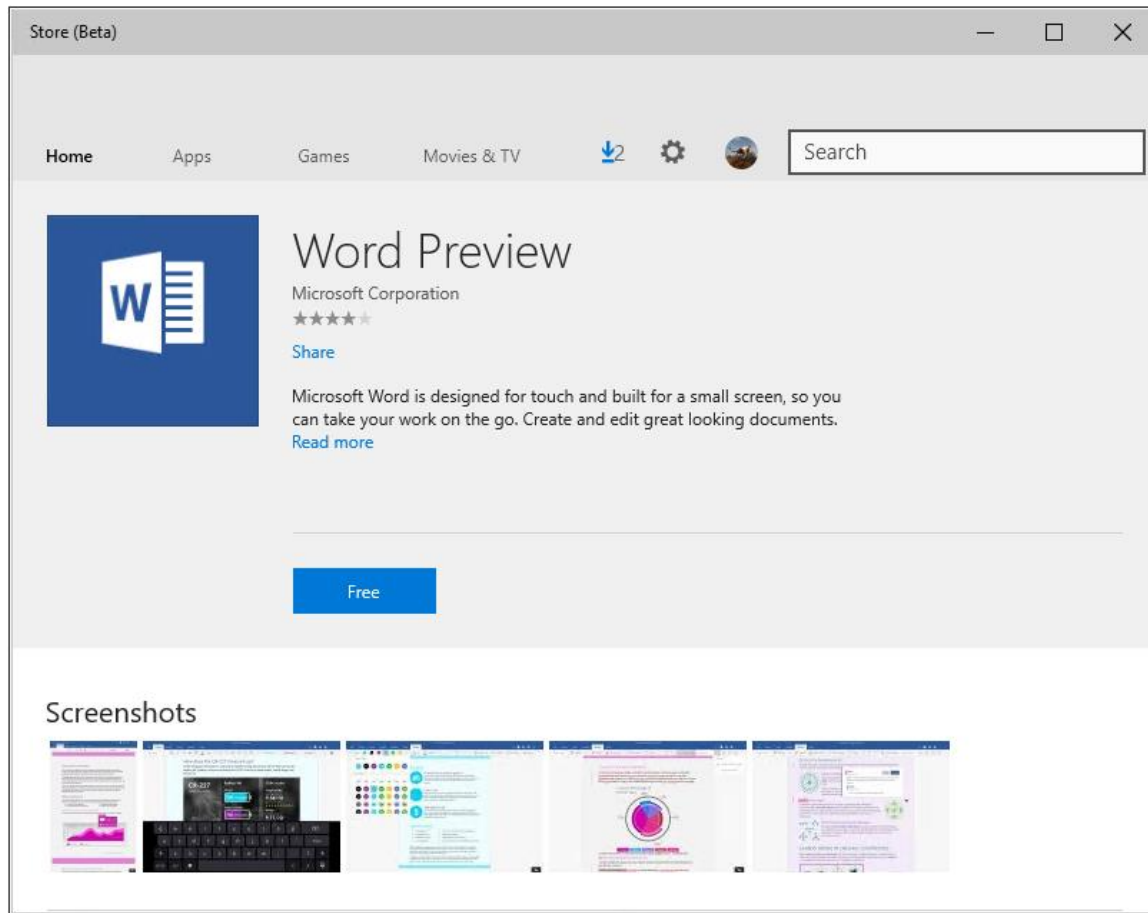 Store (Beta)
Home Apps Games Movies & TV 2 Search
W
Word Preview
Microsoft Corporation
Share
Microsoft Word is designed for touch and built for a small screen, so you
can take your work on the go. Create and edit great looking documents.
Read more
Free
Screenshots
CR-227